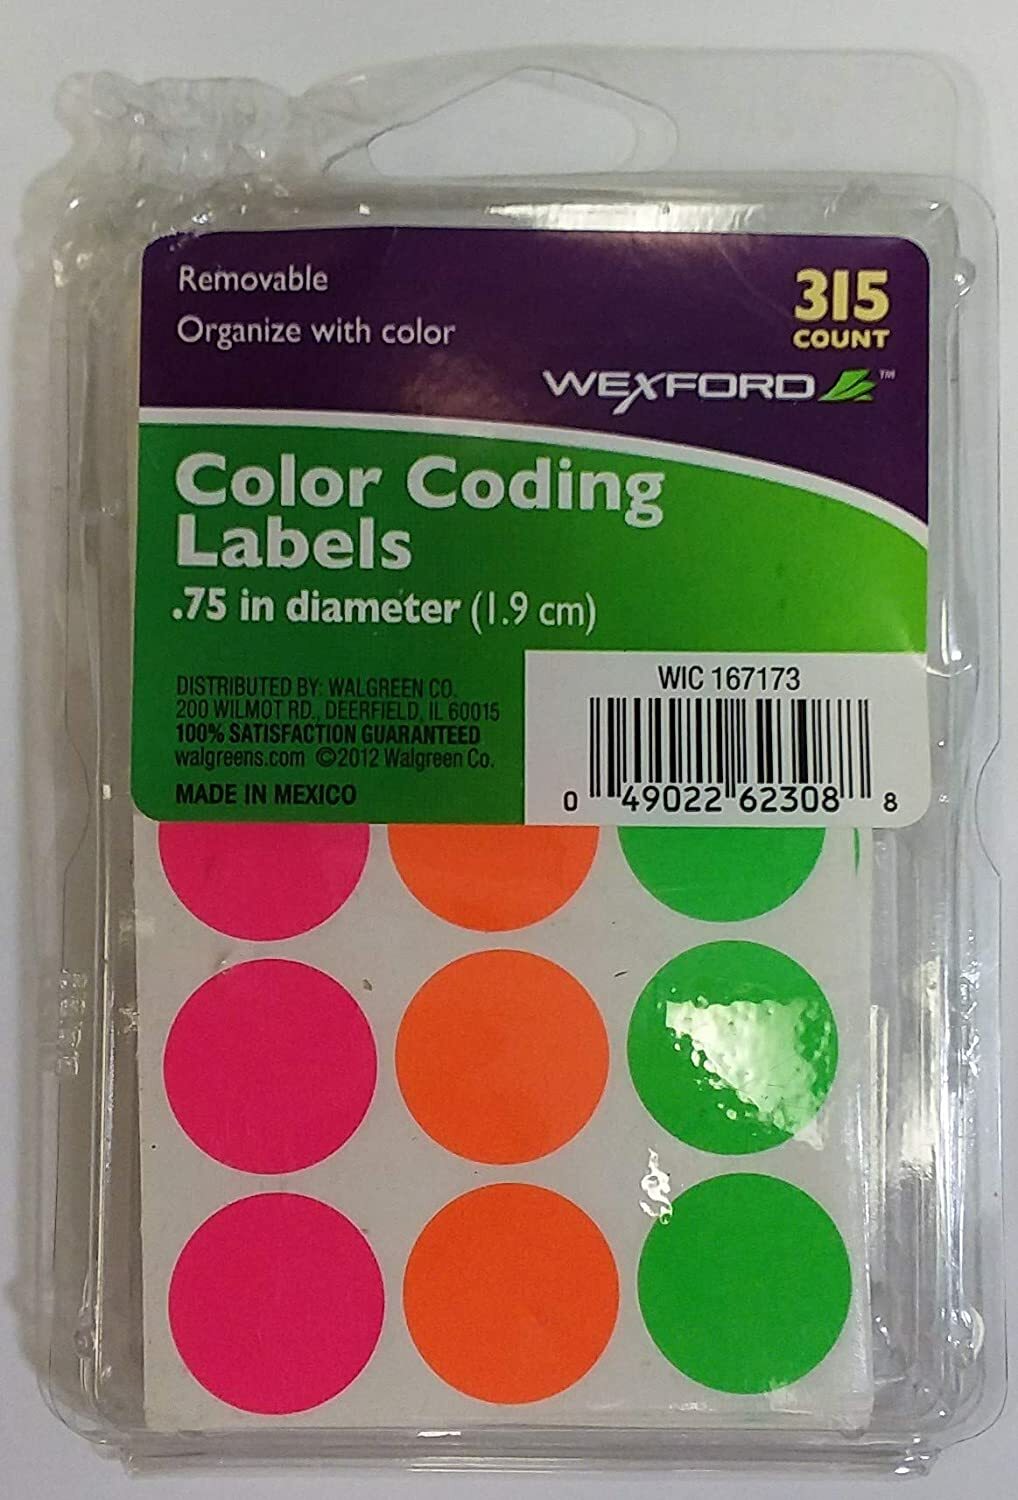 Removable
Organize with color
315
COUNT
WEXFORD™
Color Coding
Labels
.75 in diameter (1.9 cm)
DISTRIBUTED BY: WALGREEN CO.
200 WILMOT RD., DEERFIELD, IL 60015
100% SATISFACTION GUARANTEED
walgreens.com ©2012 Walgreen Co.
MADE IN MEXICO
WIC 167173
0 49022 62308 8